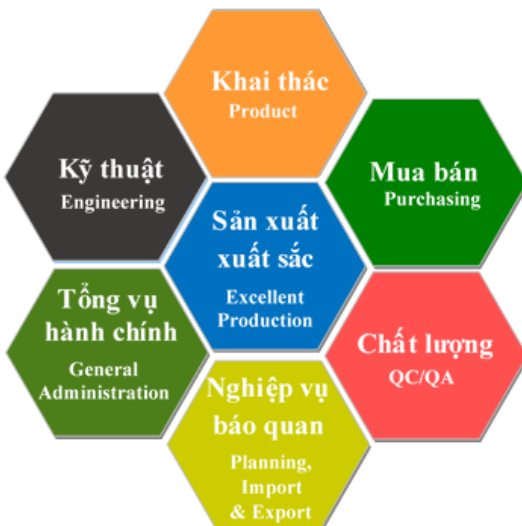 Khai thác
Product
Kỹ thuật
Engineering
Mua bán
Purchasing
Sản xuất
xuất sắc
Excellent
Production
Tổng vụ
hành chính
General
Administration
Chất lượng
QC/QA
Nghiệp vụ
báo quan
Planning,
Import
& Export